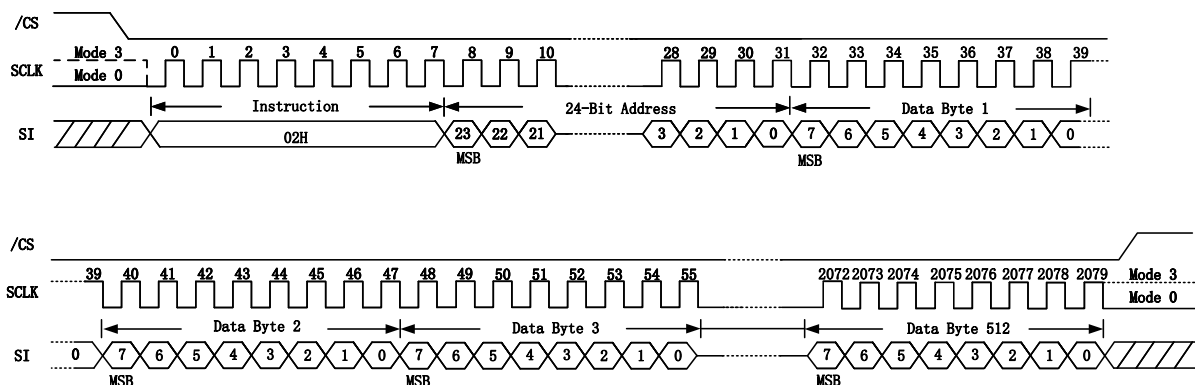 /CS
Mode 3 0 1 2 3 4 5 6 7 8 9 10 28 29 30 31 32 33 34 35 36 37 38 39
SCLK
Mode 0
Instruction 24-Bit Address Data Byte 1
SI 02H 23 22 21 3 2 1 0 7 6 5 4 3 2 1 0
MSB MSB
/CS
39 40 41 42 43 44 45 46 47 48 49 50 51 52 53 54 55 2072 2073 2074 2075 2076 2077 2078 2079 Mode 3
SCLK
Mode 0
Data Byte 2 Data Byte 3 Data Byte 512
SI 0 7 6 5 4 3 2 1 0 7 6 5 4 3 2 1 0 7 6 5 4 3 2 1 0
MSB MSB MSB